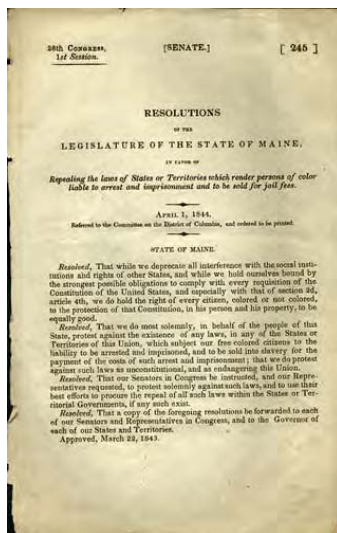 28th Congress,
1st Session.
[SENATE.]
[ 245 ]
RESOLUTIONS
OF THE
LEGISLATURE OF THE STATE OF MAINE,
IN FAVOR OF
Repealing the laws of States or Territories which render persons of color
liable to arrest and imprisonment and to be sold for jail fees.
April 1, 1844.
Referred to the Committee on the District of Columbia, and ordered to be printed.
STATE OF MAINE.
Resolved, That while we deprecate all interference with the social insti-
tutions and rights of other States, and while we hold ourselves bound by
the strongest possible obligations to comply with every requisition of the
Constitution of the United States, and especially with that of section 2d,
article 4th, we do hold the right of every citizen, colored or not colored,
to the protection of that Constitution, in his person and his property, to be
equally good.
Resolved, That we do most solemnly, in behalf of the people of this
State, protest against the existence of any laws, in any of the States or
Territories of this Union, which subject our free colored citizens to the
liability to be arrested and imprisoned, and to be sold into slavery for the
payment of the costs of such arrest and imprisonment; that we do protest
against such laws as unconstitutional, and as endangering this Union.
Resolved, That our Senators in Congress be instructed, and our Repre-
sentatives requested, to protest solemnly against such laws, and to use their
best efforts to procure the repeal of all such laws within the States or Ter-
ritorial Governments, if any such exist.
Resolved, That a copy of the foregoing resolutions be forwarded to each
of our Senators and Representatives in Congress, and to the Governor of
each of our States and Territories.
Approved, March 22, 1843.